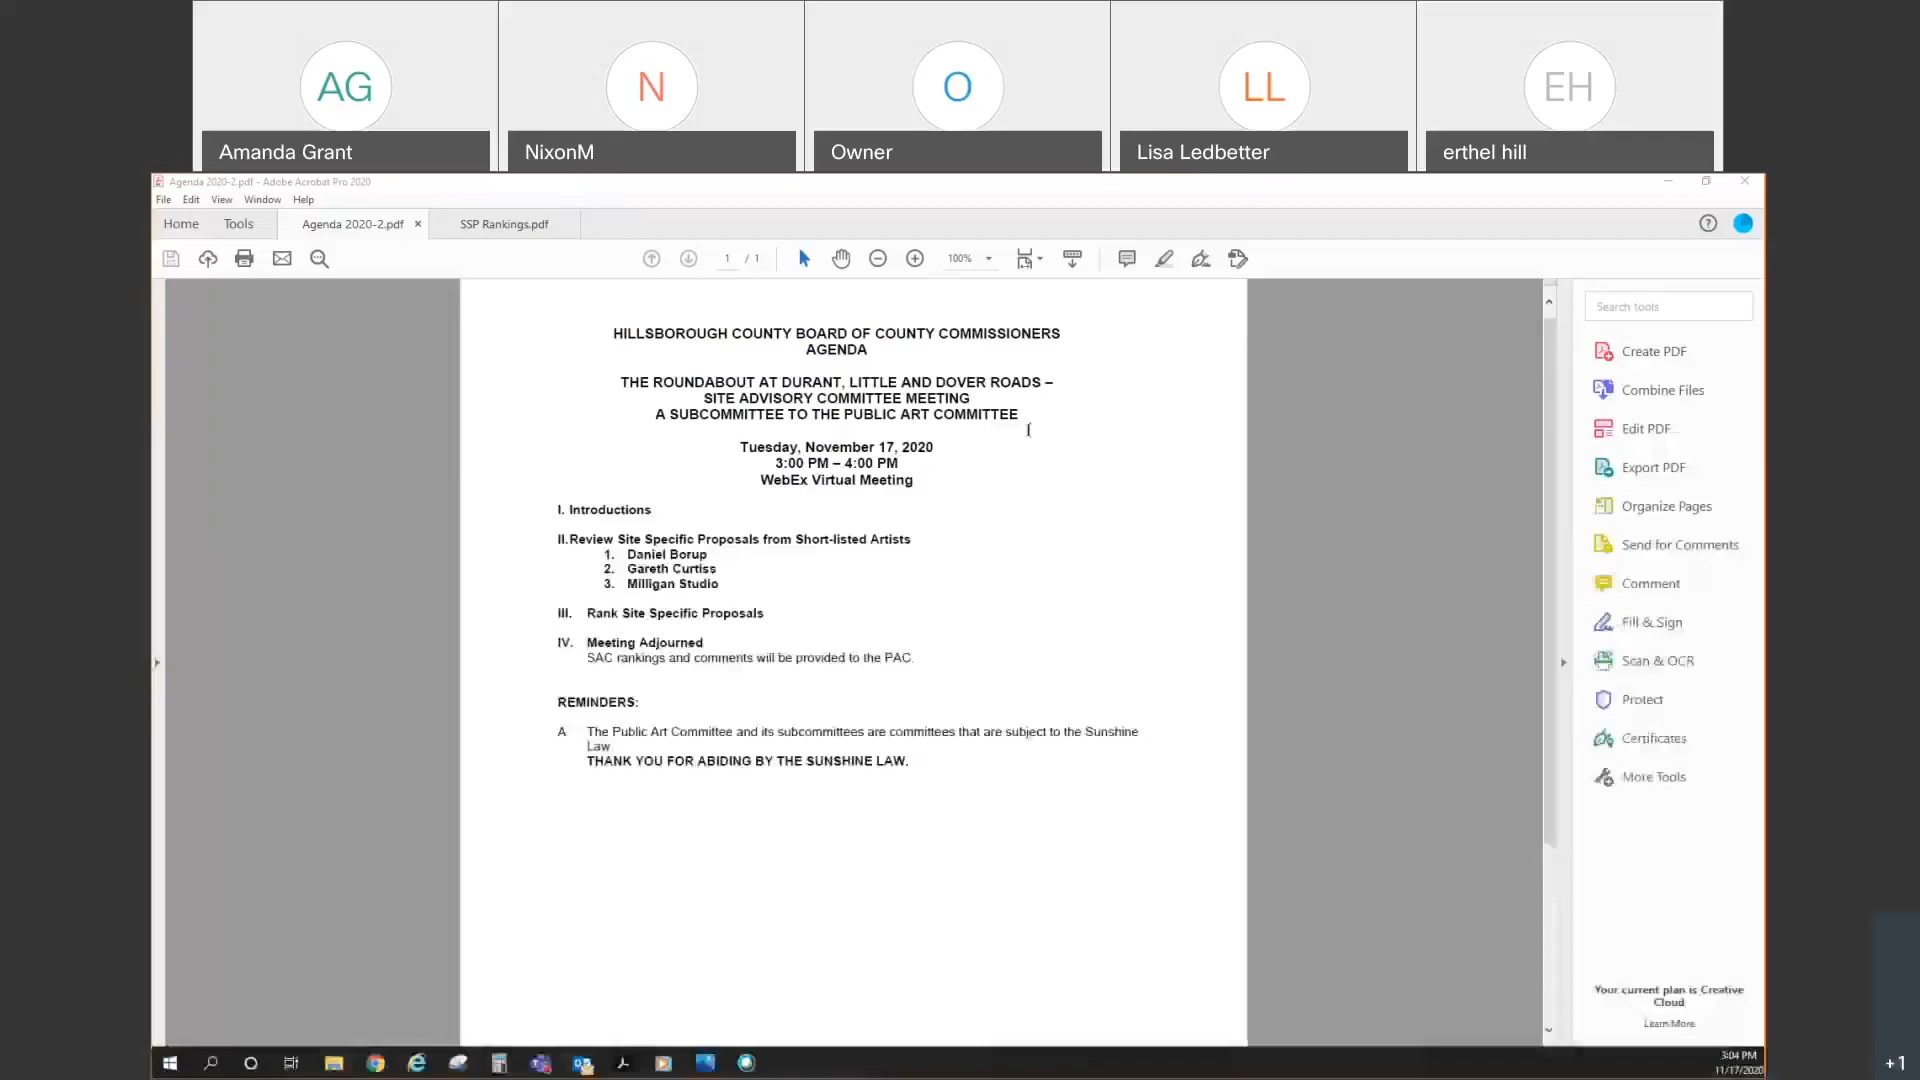 AG
N
O
LL
EH
Amanda Grant
NixonM
Owner
Lisa Ledbetter
erthel hill
Agenda 2020-2.pdf - Adobe Acrobat Pro 2020
File Edit View Window Help
Home Tools Agenda 2020-2.pdf × SSP Rankings.pdf
1 / 1 100%
Search tools
Create PDF
Combine Files
Edit PDF
Export PDF
Organize Pages
Send for Comments
Comment
Fill & Sign
Scan & OCR
Protect
Certificates
More Tools
Your current plan is Creative
Cloud
Learn More
HILLSBOROUGH COUNTY BOARD OF COUNTY COMMISSIONERS
AGENDA
THE ROUNDABOUT AT DURANT, LITTLE AND DOVER ROADS –
SITE ADVISORY COMMITTEE MEETING
A SUBCOMMITTEE TO THE PUBLIC ART COMMITTEE
Tuesday, November 17, 2020
3:00 PM – 4:00 PM
WebEx Virtual Meeting
I. Introductions
II. Review Site Specific Proposals from Short-listed Artists
1. Daniel Borup
2. Gareth Curtiss
3. Milligan Studio
III. Rank Site Specific Proposals
IV. Meeting Adjourned
SAC rankings and comments will be provided to the PAC.
REMINDERS:
A The Public Art Committee and its subcommittees are committees that are subject to the Sunshine
Law
THANK YOU FOR ABIDING BY THE SUNSHINE LAW.
3:04 PM
11/17/2020
+1